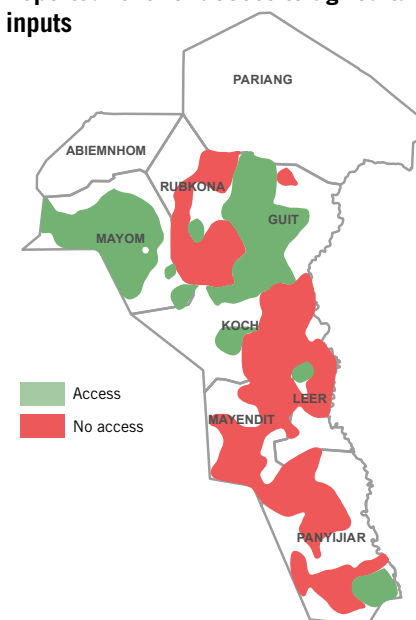 inputs
PARIANG
ABIEMNHOM
RUBKONA
GUIT
MAYOM
KOCH
Access
No access
MAYENDIT
LEER
PANYIJIAR